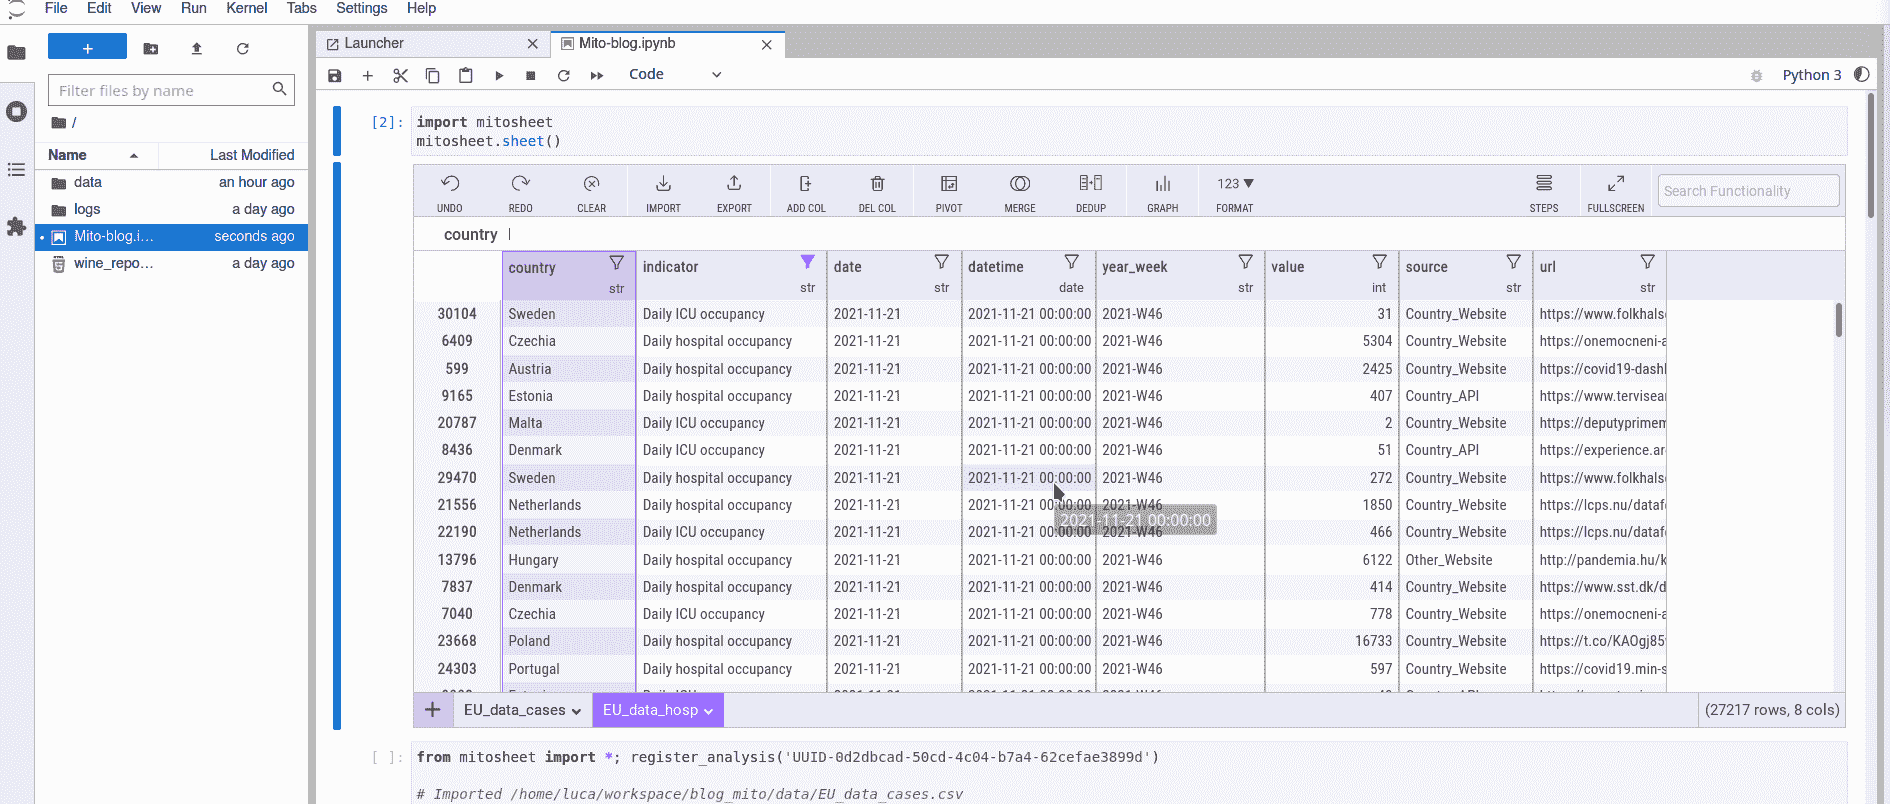 File Edit View Run Kernel Tabs Settings Help
+
Filter files by name
/
Name Last Modified
data an hour ago
logs a day ago
Mito-blog.i... seconds ago
wine_repo... a day ago
Launcher
Mito-blog.ipynb
Code
Python 3
[2]:
import mitosheet
mitosheet.sheet()
123
UNDO REDO CLEAR IMPORT EXPORT ADD COL DEL COL PIVOT MERGE DEDUP GRAPH FORMAT STEPS FULLSCREEN
Search Functionality
country
country indicator date datetime year_week value source url
str str str date str int str str
30104 Sweden Daily ICU occupancy 2021-11-21 2021-11-21 00:00:00 2021-W46 31 Country_Website https://www.folkhals
6409 Czechia Daily hospital occupancy 2021-11-21 2021-11-21 00:00:00 2021-W46 5304 Country_Website https://onemocneni-a
599 Austria Daily hospital occupancy 2021-11-21 2021-11-21 00:00:00 2021-W46 2425 Country_Website https://covid19-dash
9165 Estonia Daily hospital occupancy 2021-11-21 2021-11-21 00:00:00 2021-W46 407 Country_API https://www.tervisea
20787 Malta Daily ICU occupancy 2021-11-21 2021-11-21 00:00:00 2021-W46 2 Country_Website https://deputyprimem
8436 Denmark Daily ICU occupancy 2021-11-21 2021-11-21 00:00:00 2021-W46 51 Country_API https://experience.ar
29470 Sweden Daily hospital occupancy 2021-11-21 2021-11-21 00:00:00 2021-W46 272 Country_Website https://www.folkhals
21556 Netherlands Daily hospital occupancy 2021-11-21 2021-11-21 00:00:00 2021-W46 1850 Country_Website https://lcps.nu/dataf
2021-11-21 00:00:00
22190 Netherlands Daily ICU occupancy 2021-11-21 2021-11-21 00:00:00 2021-W46 466 Country_Website https://lcps.nu/dataf
13796 Hungary Daily hospital occupancy 2021-11-21 2021-11-21 00:00:00 2021-W46 6122 Other_Website http://pandemia.hu/k
7837 Denmark Daily hospital occupancy 2021-11-21 2021-11-21 00:00:00 2021-W46 414 Country_Website https://www.sst.dk/d
7040 Czechia Daily ICU occupancy 2021-11-21 2021-11-21 00:00:00 2021-W46 778 Country_Website https://onemocneni-a
23668 Poland Daily hospital occupancy 2021-11-21 2021-11-21 00:00:00 2021-W46 16733 Country_Website https://t.co/KAOgj85
24303 Portugal Daily hospital occupancy 2021-11-21 2021-11-21 00:00:00 2021-W46 597 Country_Website https://covid19.min-s
+ EU_data_cases EU_data_hosp (27217 rows, 8 cols)
[ ]:
from mitosheet import *; register_analysis('UUID-0d2dbcad-50cd-4c04-b7a4-62cefae3899d')
# Imported /home/luca/workspace/blog_mito/data/EU_data_cases.csv